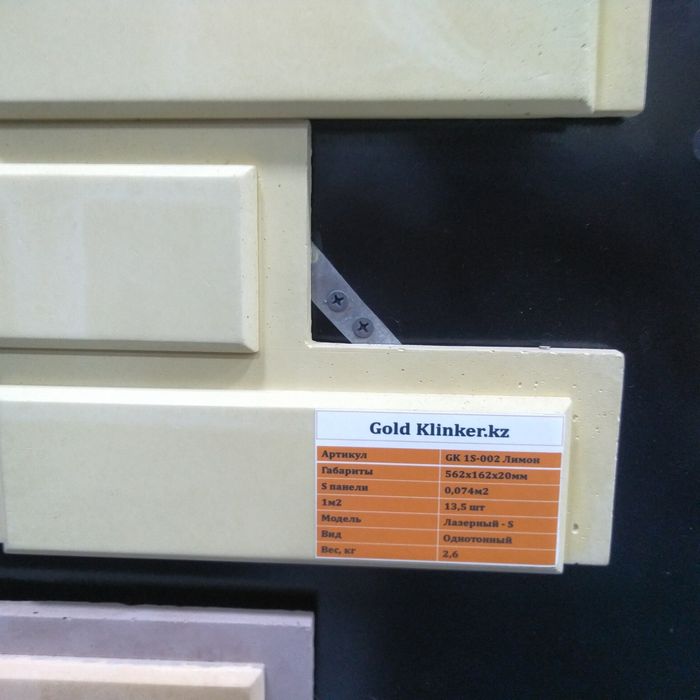 Gold Klinker.kz
Артикул GK 1S-002 Лимон
Габариты 562х162х20мм
S панели 0,074м2
1м2 13,5 шт
Модель Лазерный - S
Вид Однотонный
Вес, кг 2,6